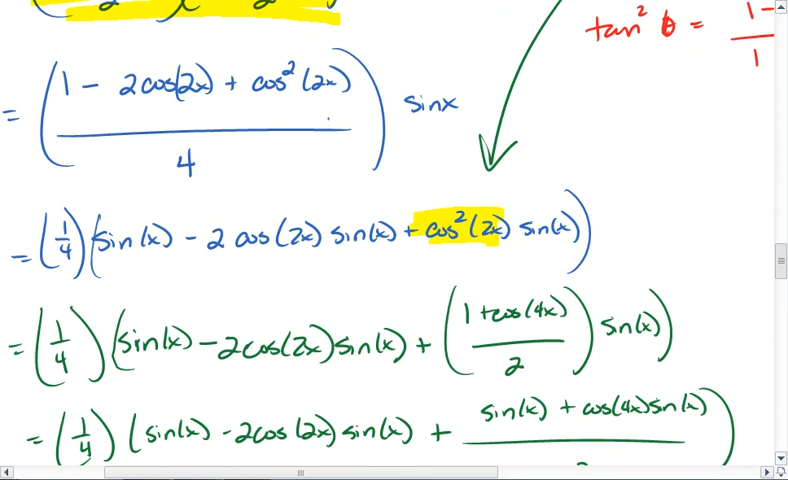 tan² θ = 1 - / 1
= ( (1 - 2cos(2x) + cos²(2x)) / 4 ) sinx
= (1/4)(sin(x) - 2 cos(2x) sin(x) + cos²(2x) sin(x))
= (1/4)(sin(x) - 2cos(2x)sin(x) + ((1 + cos(4x)) / 2) sin(x))
= (1/4)(sin(x) - 2cos(2x)sin(x) + (sin(x) + cos(4x)sin(x)) /